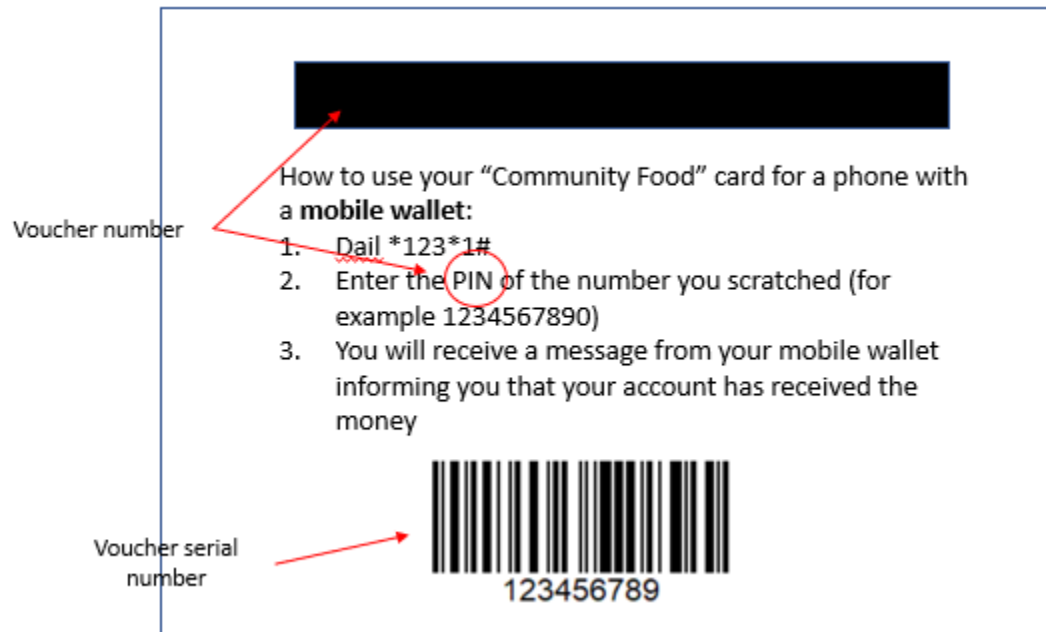 How to use your “Community Food” card for a phone with
a mobile wallet:
Voucher number
1. Dail *123*1#
2. Enter the PIN of the number you scratched (for
example 1234567890)
3. You will receive a message from your mobile wallet
informing you that your account has received the
money
Voucher serial
number
123456789